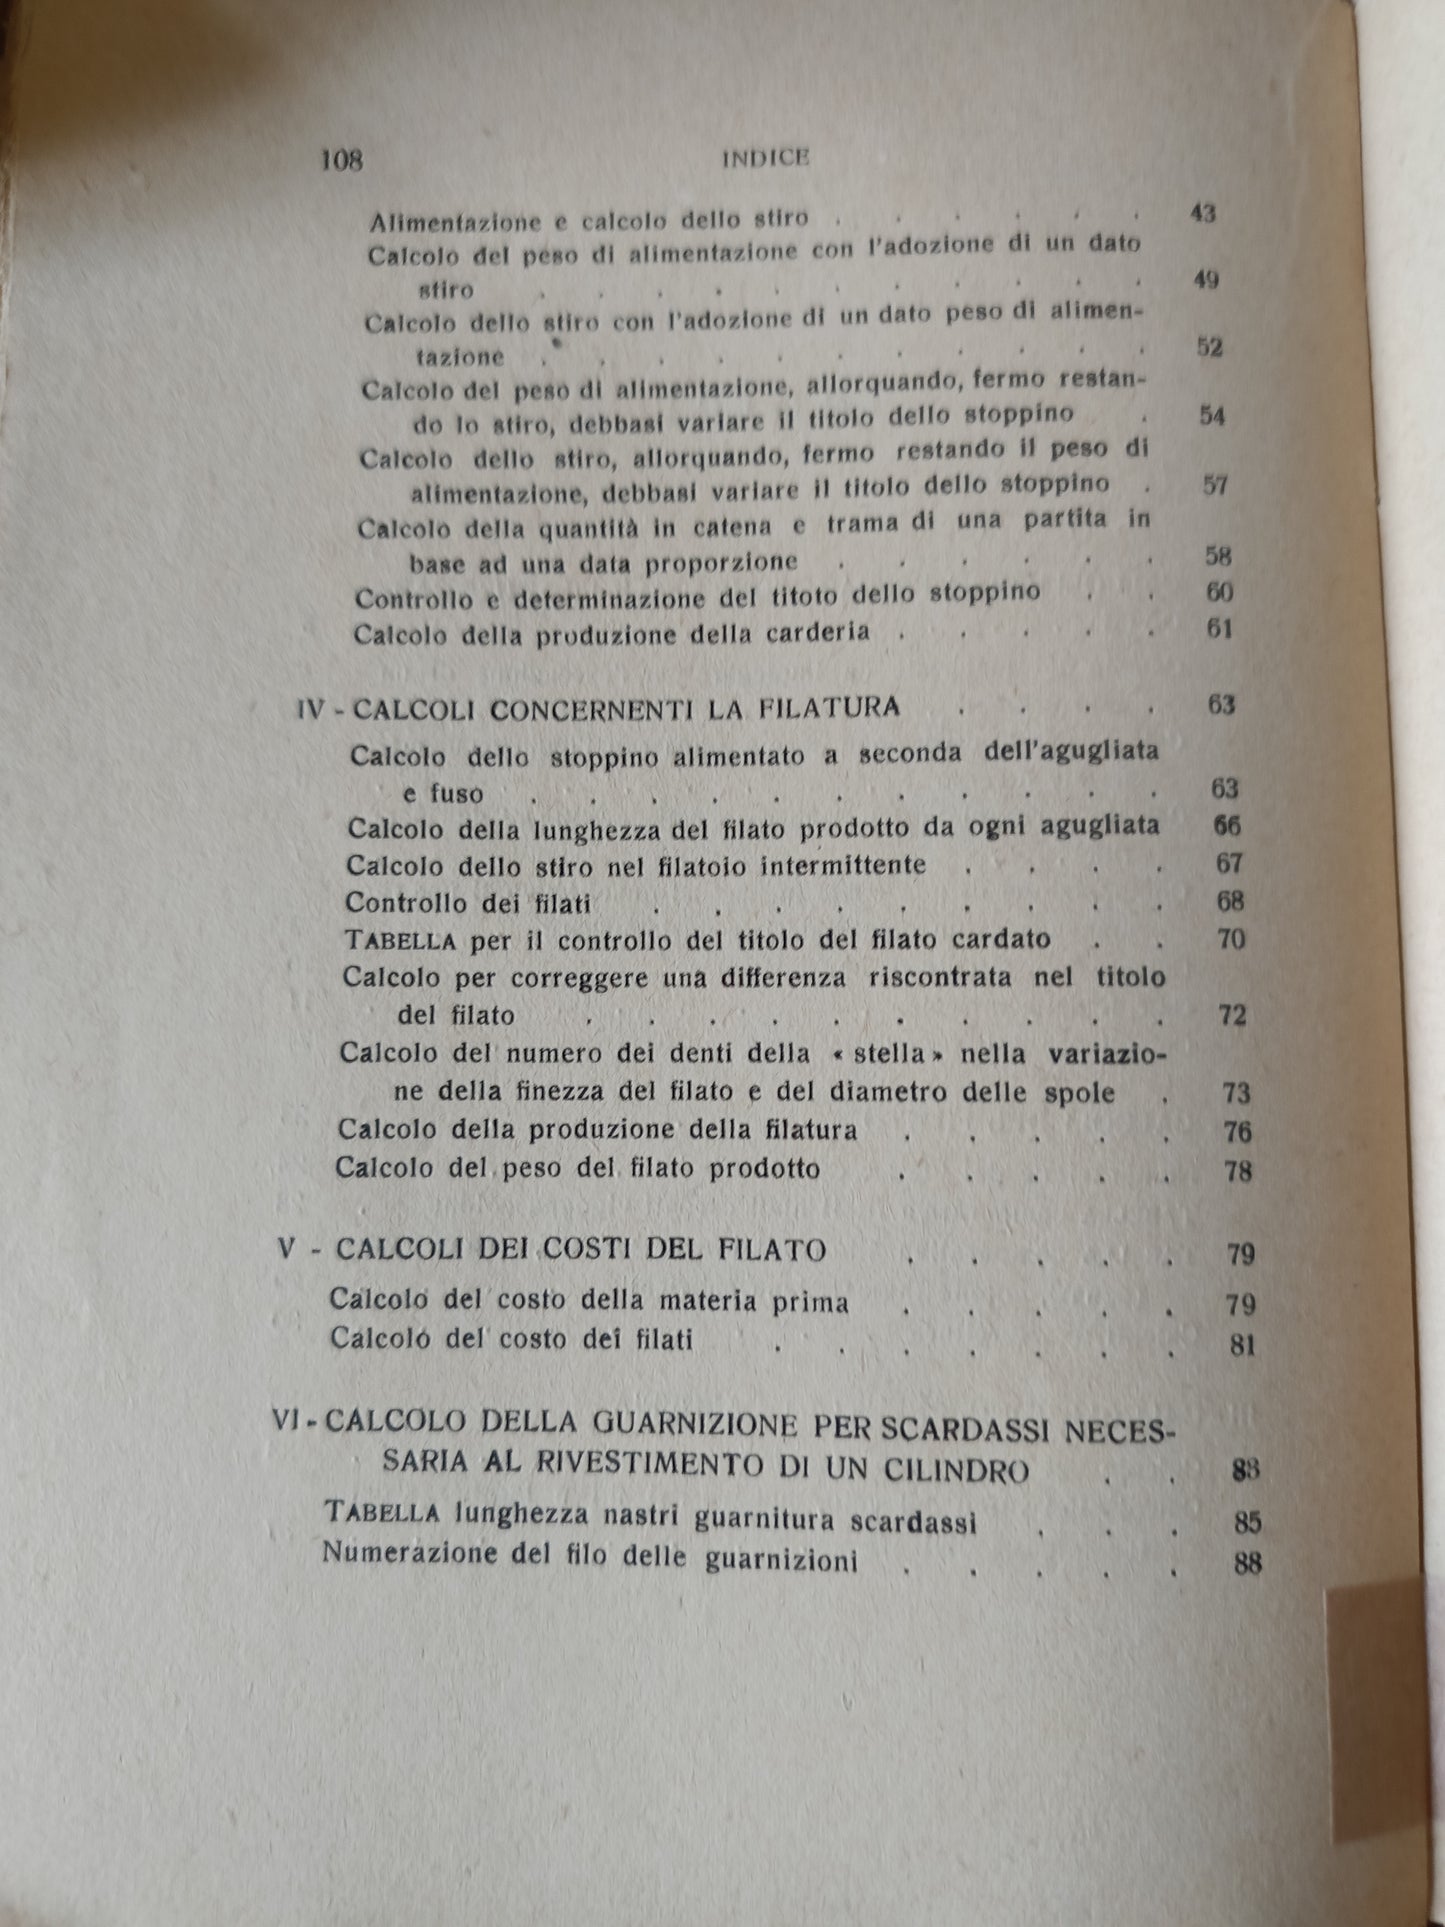 108 INDICE
Alimentazione e calcolo dello stiro . . . . . . 43
Calcolo del peso di alimentazione con l'adozione di un dato
stiro . . . . . . . . . . . 49
Calcolo dello stiro con l'adozione di un dato peso di alimen-
tazione . . . . . . . . . . . 52
Calcolo del peso di alimentazione, allorquando, fermo restan-
do lo stiro, debbasi variare il titolo dello stoppino . 54
Calcolo dello stiro, allorquando, fermo restando il peso di
alimentazione, debbasi variare il titolo dello stoppino . 57
Calcolo della quantità in catena e trama di una partita in
base ad una data proporzione . . . . . . 58
Controllo e determinazione del titoto dello stoppino . . 60
Calcolo della produzione della carderia . . . . . 61
IV - CALCOLI CONCERNENTI LA FILATURA . . . . 63
Calcolo dello stoppino alimentato a seconda dell'agugliata
e fuso . . . . . . . . . . . 63
Calcolo della lunghezza del filato prodotto da ogni agugliata 66
Calcolo dello stiro nel filatoio intermittente . . . . 67
Controllo dei filati . . . . . . . . . 68
TABELLA per il controllo del titolo del filato cardato . . 70
Calcolo per correggere una differenza riscontrata nel titolo
del filato . . . . . . . . . . 72
Calcolo del numero dei denti della « stella » nella variazio-
ne della finezza del filato e del diametro delle spole . 73
Calcolo della produzione della filatura . . . . . 76
Calcolo del peso del filato prodotto . . . . . 78
V - CALCOLI DEI COSTI DEL FILATO . . . . . 79
Calcolo del costo della materia prima . . . . . 79
Calcolo del costo dei filati . . . . . . . 81
VI - CALCOLO DELLA GUARNIZIONE PER SCARDASSI NECES-
SARIA AL RIVESTIMENTO DI UN CILINDRO . . 83
TABELLA lunghezza nastri guarnitura scardassi . . . 85
Numerazione del filo delle guarnizioni . . . . . 88